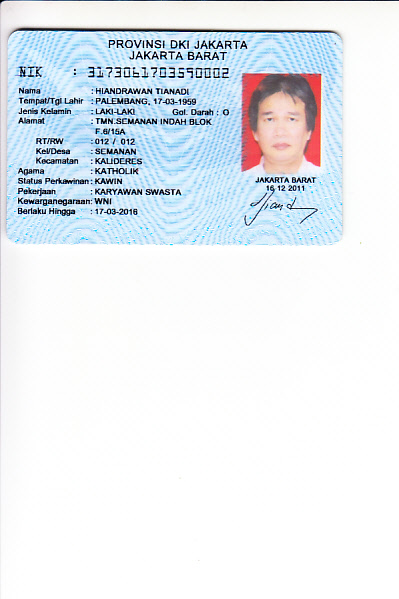 PROVINSI DKI JAKARTA
JAKARTA BARAT
NIK : 3173061703590002
Nama : HIANDRAWAN TIANADI
Tempat/Tgl Lahir : PALEMBANG, 17-03-1959
Jenis Kelamin : LAKI-LAKI Gol. Darah : O
Alamat : TMN.SEMANAN INDAH BLOK
F.6/15A
RT/RW : 012 / 012
Kel/Desa : SEMANAN
Kecamatan : KALIDERES
Agama : KATHOLIK
Status Perkawinan : KAWIN
Pekerjaan : KARYAWAN SWASTA
Kewarganegaraan : WNI
Berlaku Hingga : 17-03-2016
JAKARTA BARAT
16 12 2011